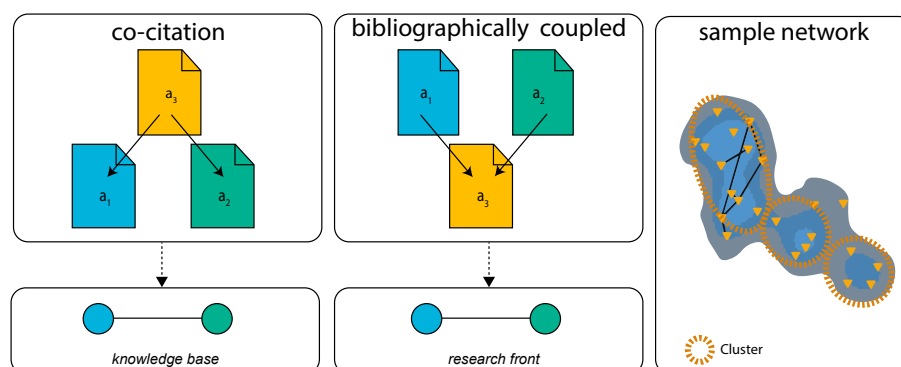 co-citation
a3
a1
a2
knowledge base
bibliographically coupled
a1
a2
a3
research front
sample network
Cluster